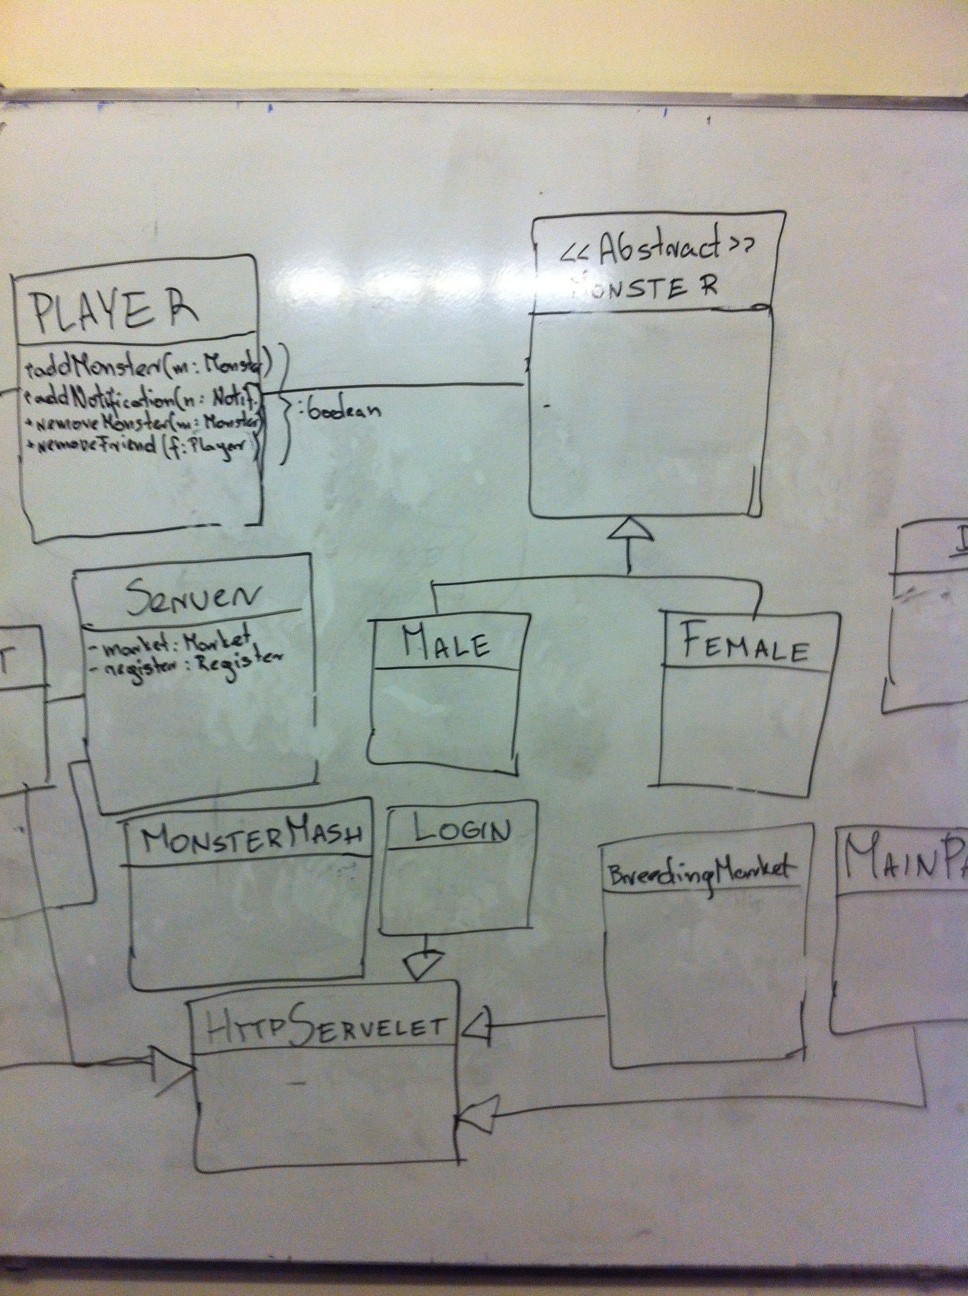 <<Abstract>>
MONSTER
PLAYER
+addMonster(m: Monster)
+addNotification(n: Notif.
+removeMonster(m: Monster)
+removeFriend (f: Player)
: boolean
SERVER
- market: Market
- register: Register
T
MALE
FEMALE
MONSTERMASH
LOGIN
BreedingMarket
MAINPA
HTTPSERVELET